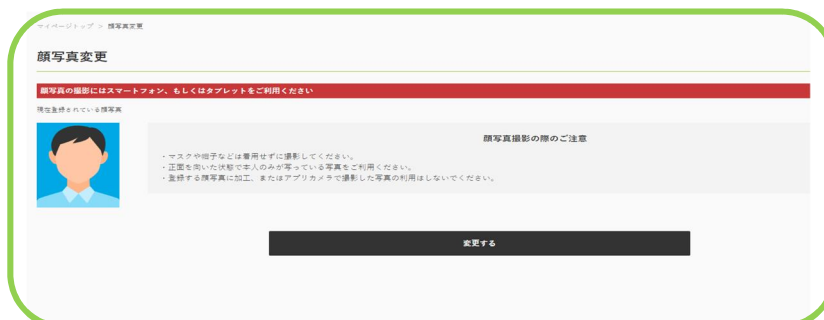 マイページトップ > 顔写真変更
顔写真変更
顔写真の撮影にはスマートフォン、もしくはタブレットをご利用ください
現在登録されている顔写真
顔写真撮影の際のご注意
・マスクや帽子などは着用せずに撮影してください。
・正面を向いた状態で本人のみが写っている写真をご利用ください。
・登録する顔写真に加工、またはアプリカメラで撮影した写真の利用はしないでください。
変更する